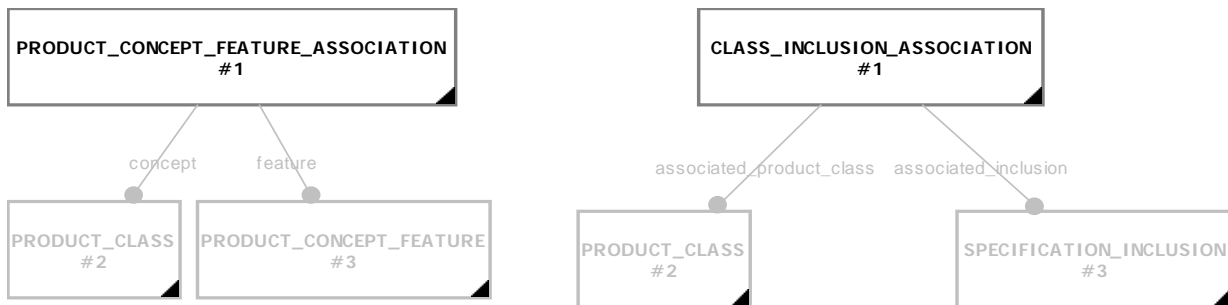 PRODUCT_CONCEPT_FEATURE_ASSOCIATION
#1
concept
feature
PRODUCT_CLASS
#2
PRODUCT_CONCEPT_FEATURE
#3
CLASS_INCLUSION_ASSOCIATION
#1
associated_product_class
associated_inclusion
PRODUCT_CLASS
#2
SPECIFICATION_INCLUSION
#3